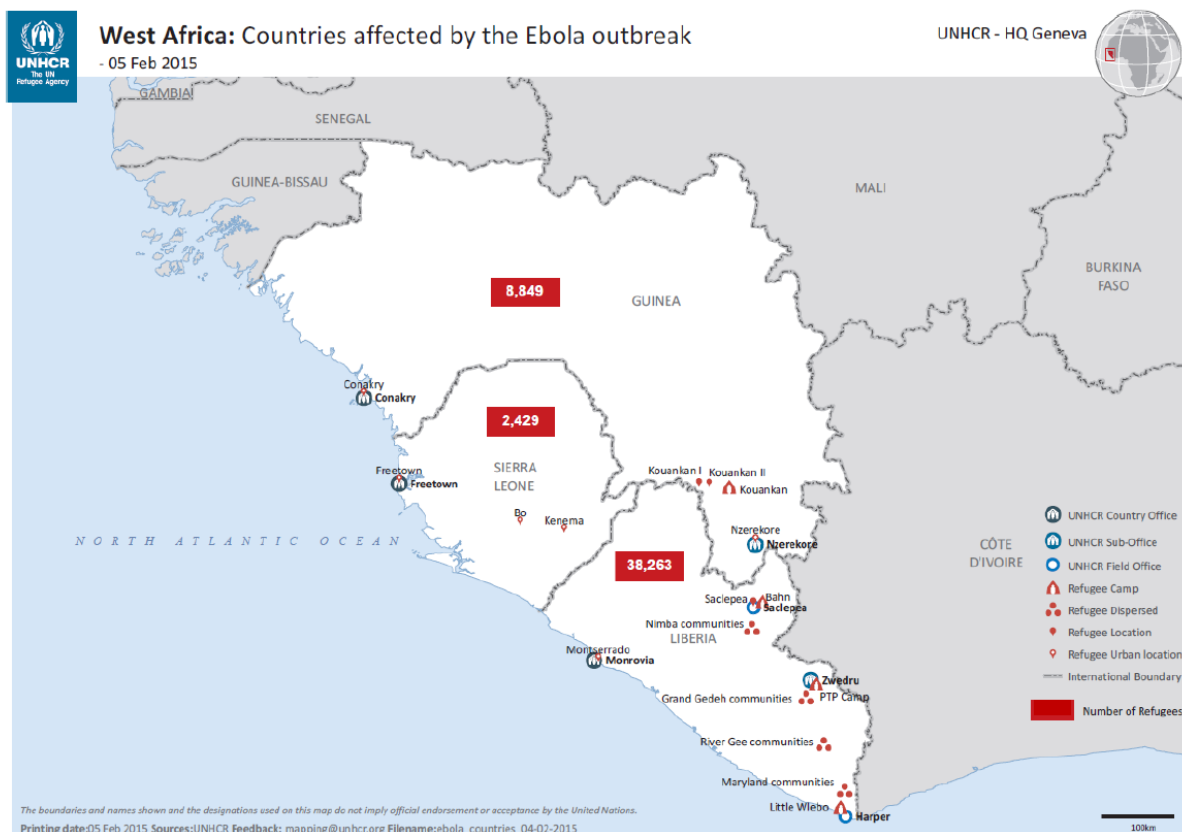 UNHCR
The UN
Refugee Agency
West Africa: Countries affected by the Ebola outbreak
- 05 Feb 2015
UNHCR - HQ Geneva
GAMBIA
SENEGAL
GUINEA-BISSAU
MALI
BURKINA
FASO
8,849
GUINEA
Conakry
Conakry
2,429
Freetown
Freetown
SIERRA
LEONE
Bo
Kenema
Kouankan I
Kouankan II
Kouankan
Nzerekore
Nzerekore
NORTH ATLANTIC OCEAN
38,263
CÔTE
D'IVOIRE
Saclepea
Bahn
Saclepea
Nimba communities
LIBERIA
Montserrado
Monrovia
Zwedru
PTP Camp
Grand Gedeh communities
River Gee communities
Maryland communities
Little Wlebo
Harper
UNHCR Country Office
UNHCR Sub-Office
UNHCR Field Office
Refugee Camp
Refugee Dispersed
Refugee Location
Refugee Urban location
International Boundary
Number of Refugees
The boundaries and names shown and the designations used on this map do not imply official endorsement or acceptance by the United Nations.
Printing date:05 Feb 2015 Sources:UNHCR Feedback: mapping@unhcr.org Filename:ebola_countries_04-02-2015
100km